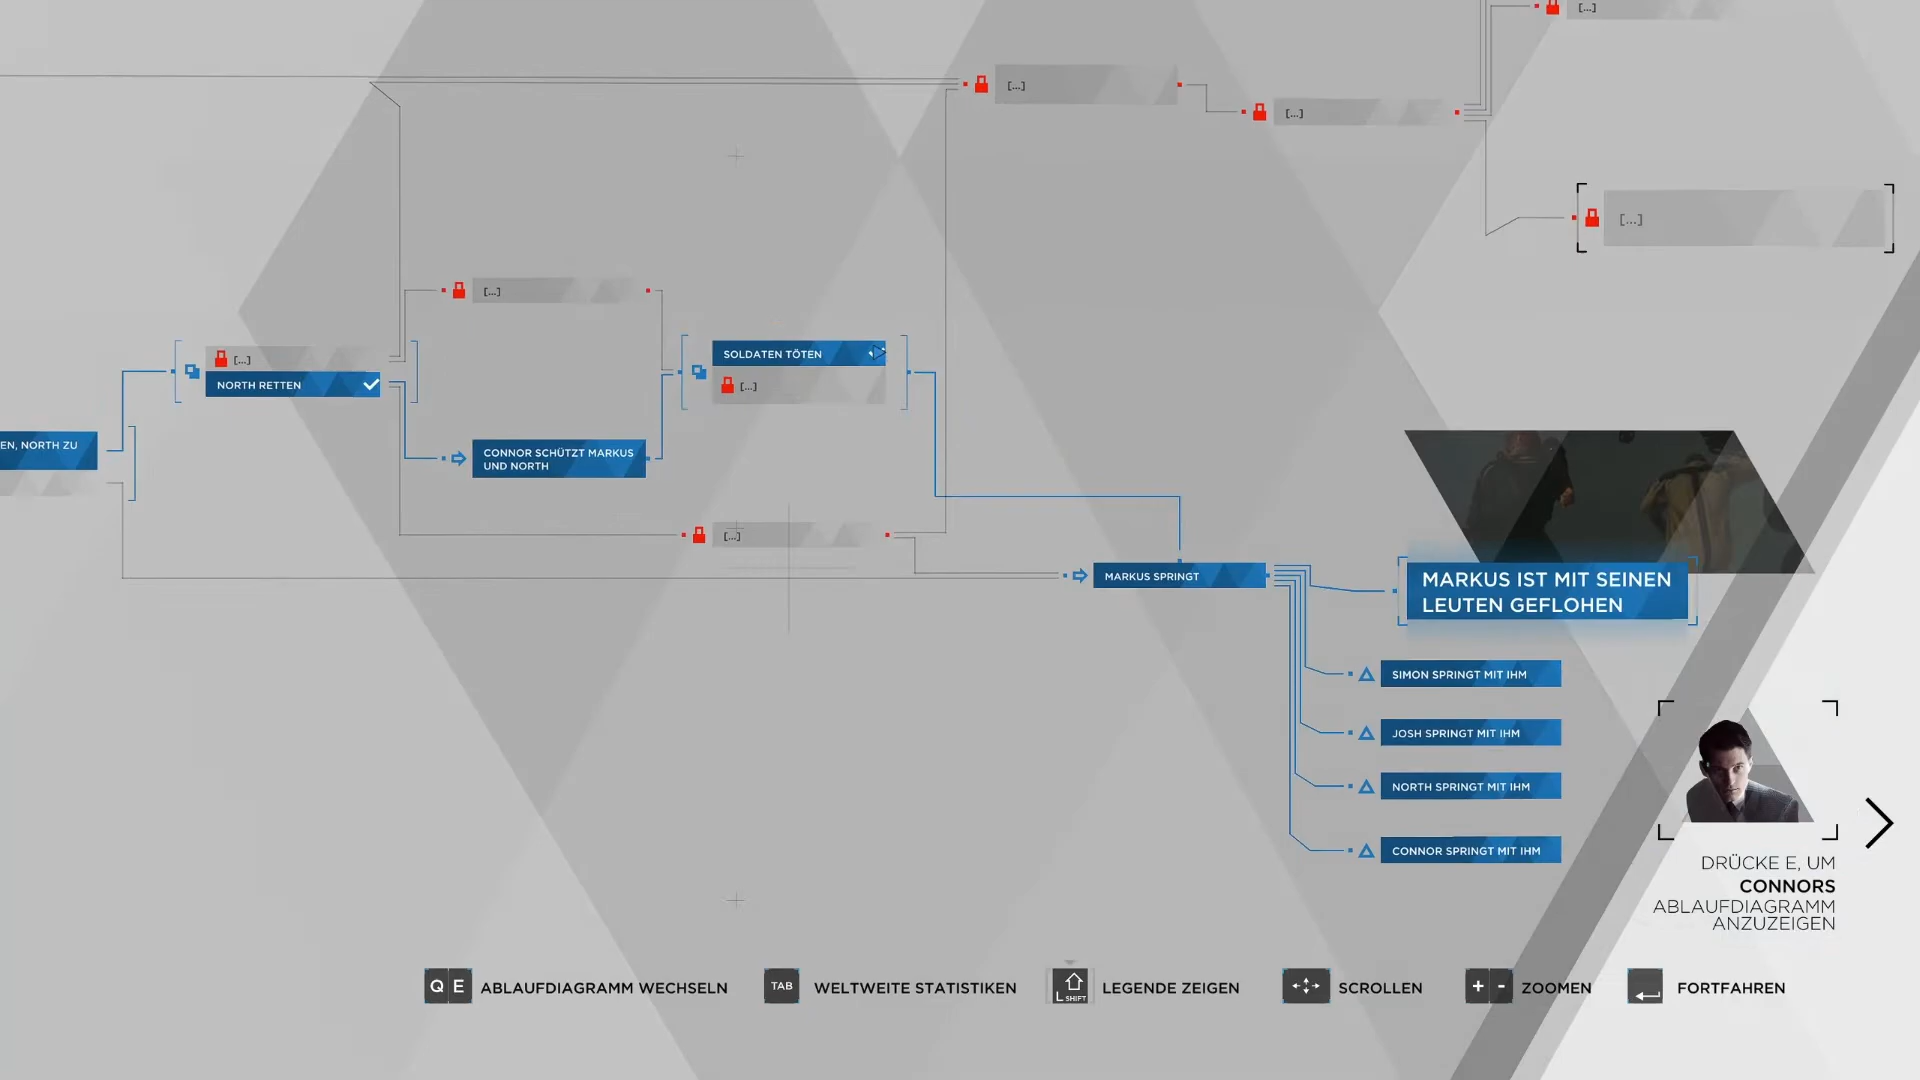 [...]
[...]
[...]
[...]
[...]
[...]
NORTH RETTEN
SOLDATEN TÖTEN
[...]
EN, NORTH ZU
CONNOR SCHÜTZT MARKUS
UND NORTH
[...]
MARKUS SPRINGT
MARKUS IST MIT SEINEN
LEUTEN GEFLOHEN
SIMON SPRINGT MIT IHM
JOSH SPRINGT MIT IHM
NORTH SPRINGT MIT IHM
CONNOR SPRINGT MIT IHM
DRÜCKE E, UM
CONNORS
ABLAUFDIAGRAMM
ANZUZEIGEN
Q E ABLAUFDIAGRAMM WECHSELN TAB WELTWEITE STATISTIKEN L SHIFT LEGENDE ZEIGEN SCROLLEN + - ZOOMEN FORTFAHREN